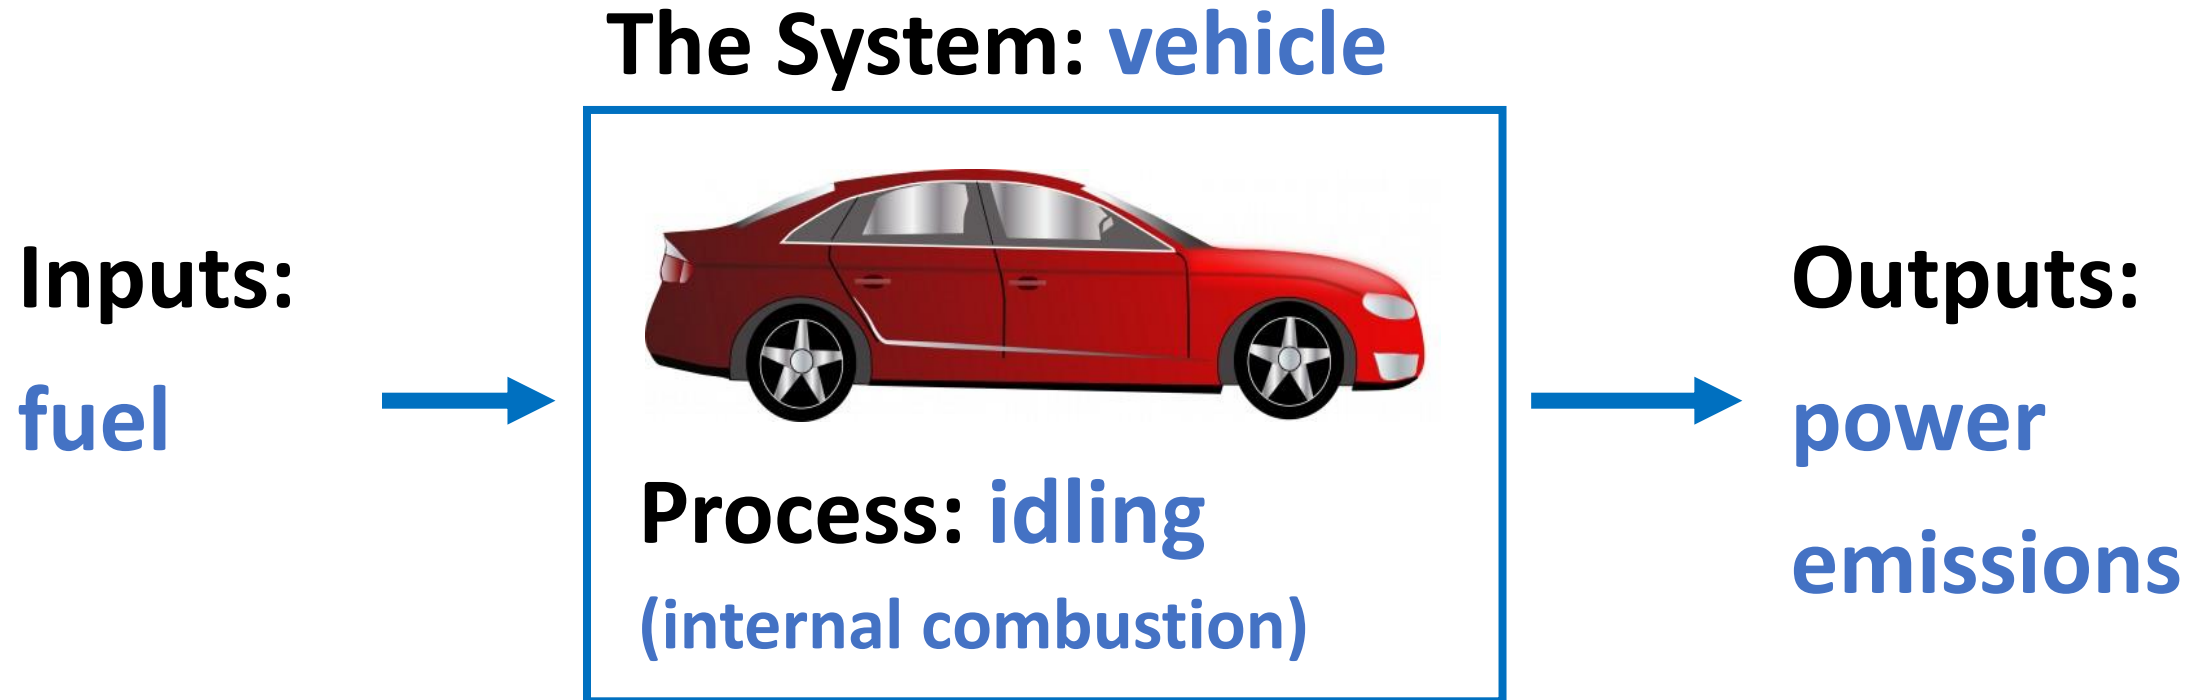 The System: vehicle
Inputs:
fuel
Process: idling
(internal combustion)
Outputs:
power
emissions